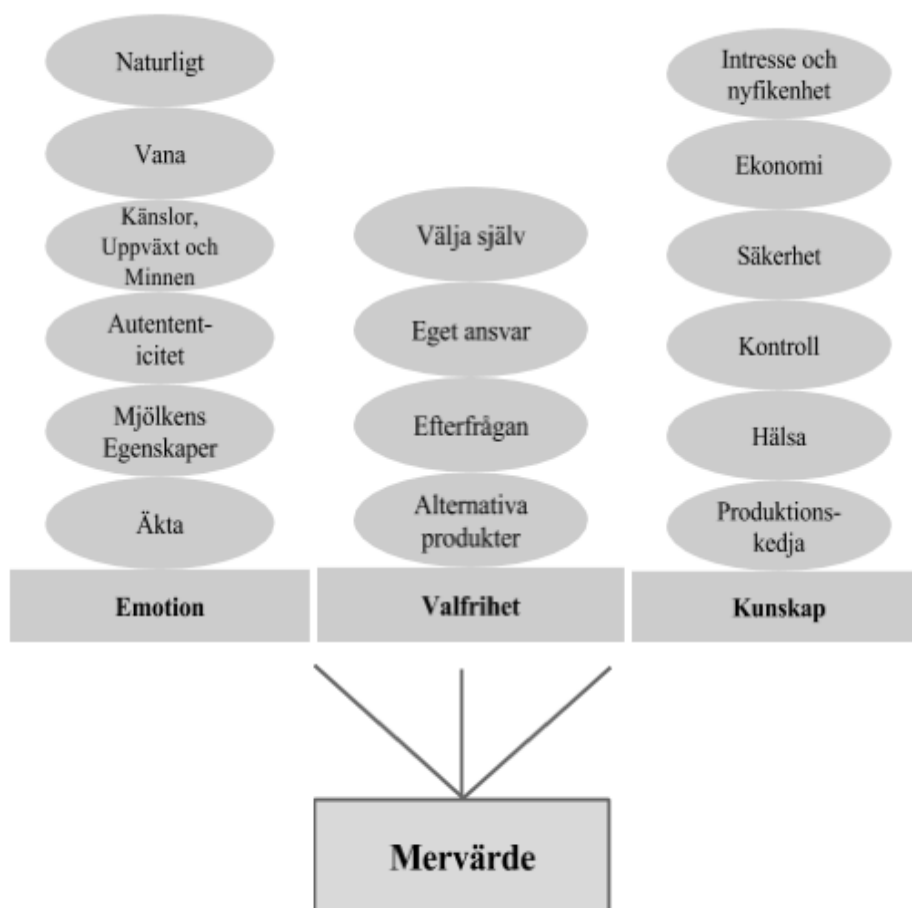 Naturligt
Vana
Känslor,
Uppväxt och
Minnen
Autentent-
icitet
Mjölkens
Egenskaper
Äkta
Emotion
Välja själv
Eget ansvar
Efterfrågan
Alternativa
produkter
Valfrihet
Intresse och
nyfikenhet
Ekonomi
Säkerhet
Kontroll
Hälsa
Produktions-
kedja
Kunskap
Mervärde